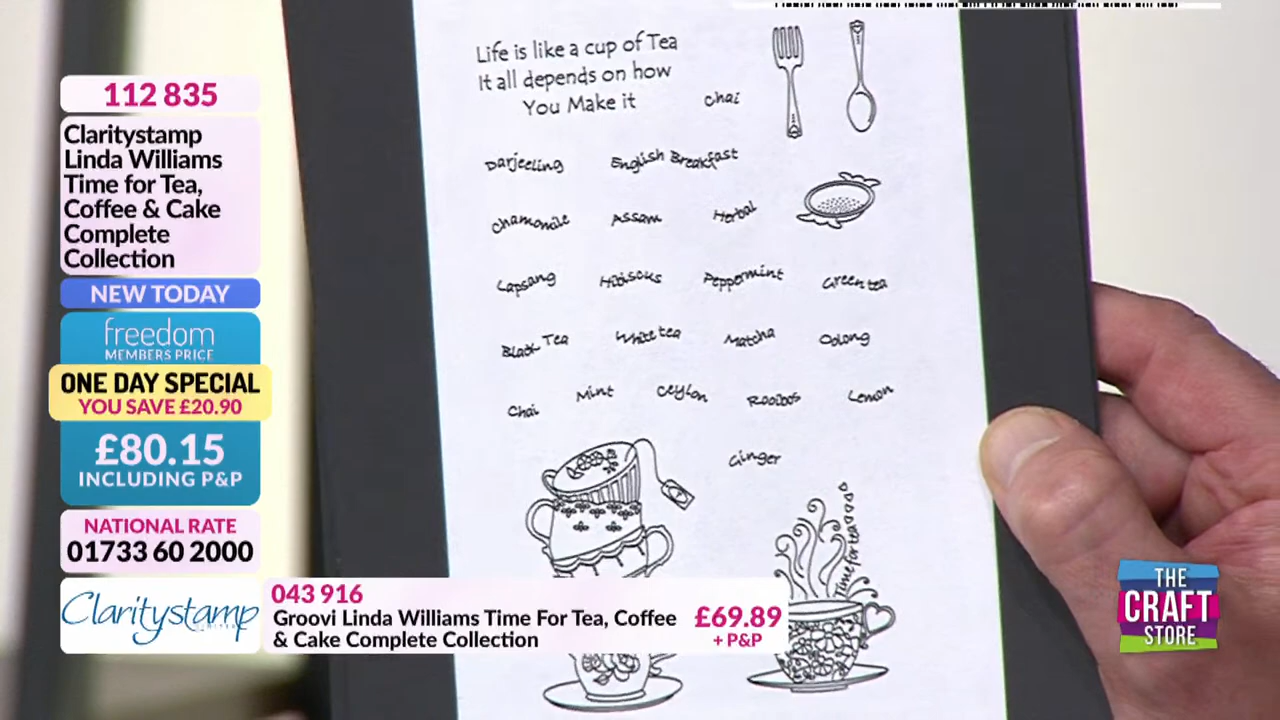 112 835
Claritystamp
Linda Williams
Time for Tea,
Coffee & Cake
Complete
Collection
NEW TODAY
freedom
MEMBERS PRICE
ONE DAY SPECIAL
YOU SAVE £20.90
£80.15
INCLUDING P&P
NATIONAL RATE
01733 60 2000
Claritystamp
LIMITED
043 916
Groovi Linda Williams Time For Tea, Coffee
& Cake Complete Collection
£69.89
+ P&P
Life is like a cup of Tea
It all depends on how
You Make it
Chai
Darjeeling English Breakfast
Chamomile Assam Herbal
Lapsang Hibiscus Peppermint Green tea
Black Tea White tea Matcha Oolong
Chai Mint Ceylon Rooibos Lemon
Ginger
Time for tea
THE
CRAFT
STORE